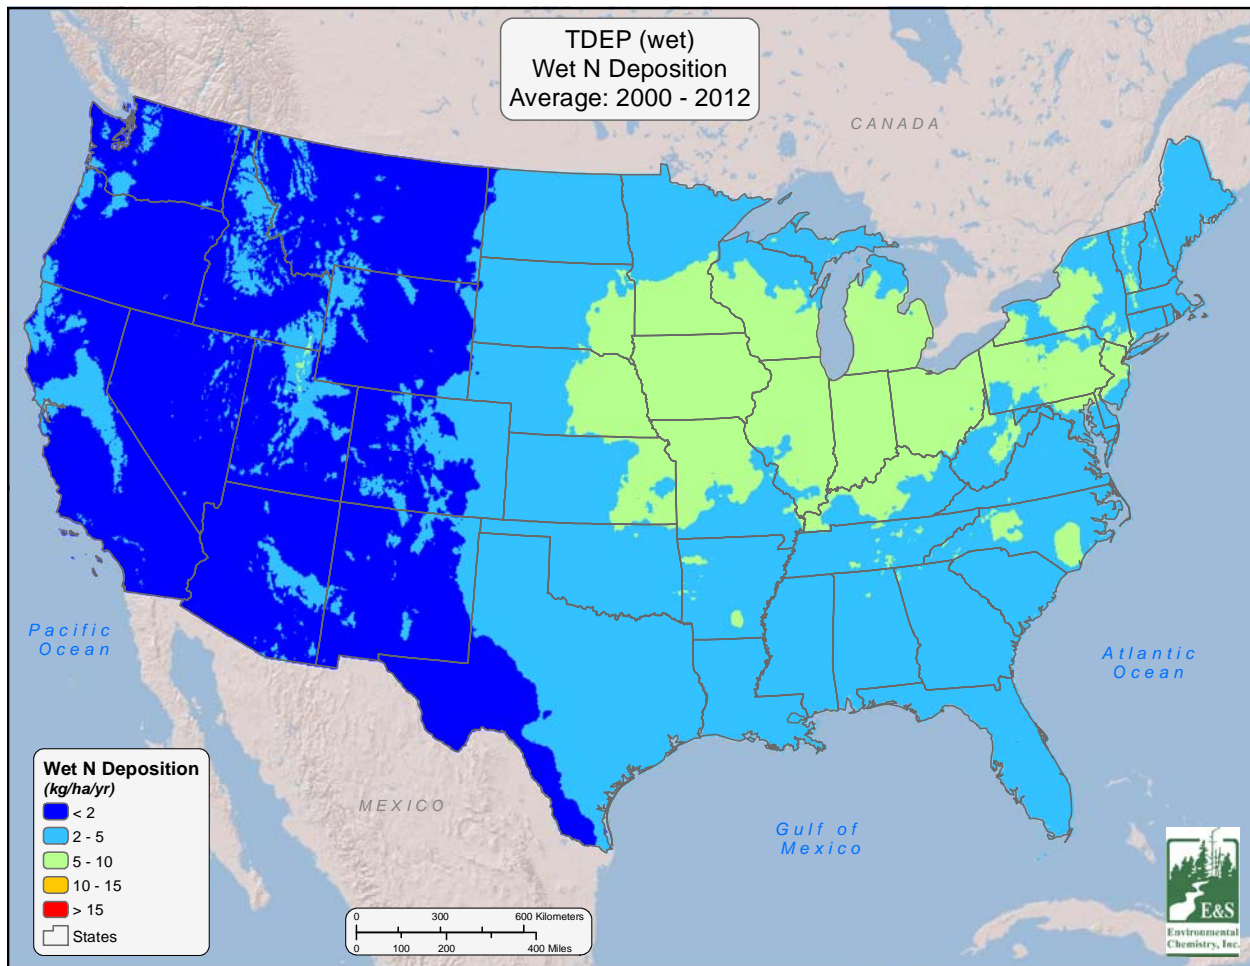 TDEP (wet)
Wet N Deposition
Average: 2000 - 2012
CANADA
Pacific
Ocean
Atlantic
Ocean
MEXICO
Gulf of
Mexico
Wet N Deposition
(kg/ha/yr)
< 2
2 - 5
5 - 10
10 - 15
> 15
States
0 300 600 Kilometers
0 100 200 400 Miles
E&S
Environmental
Chemistry, Inc.